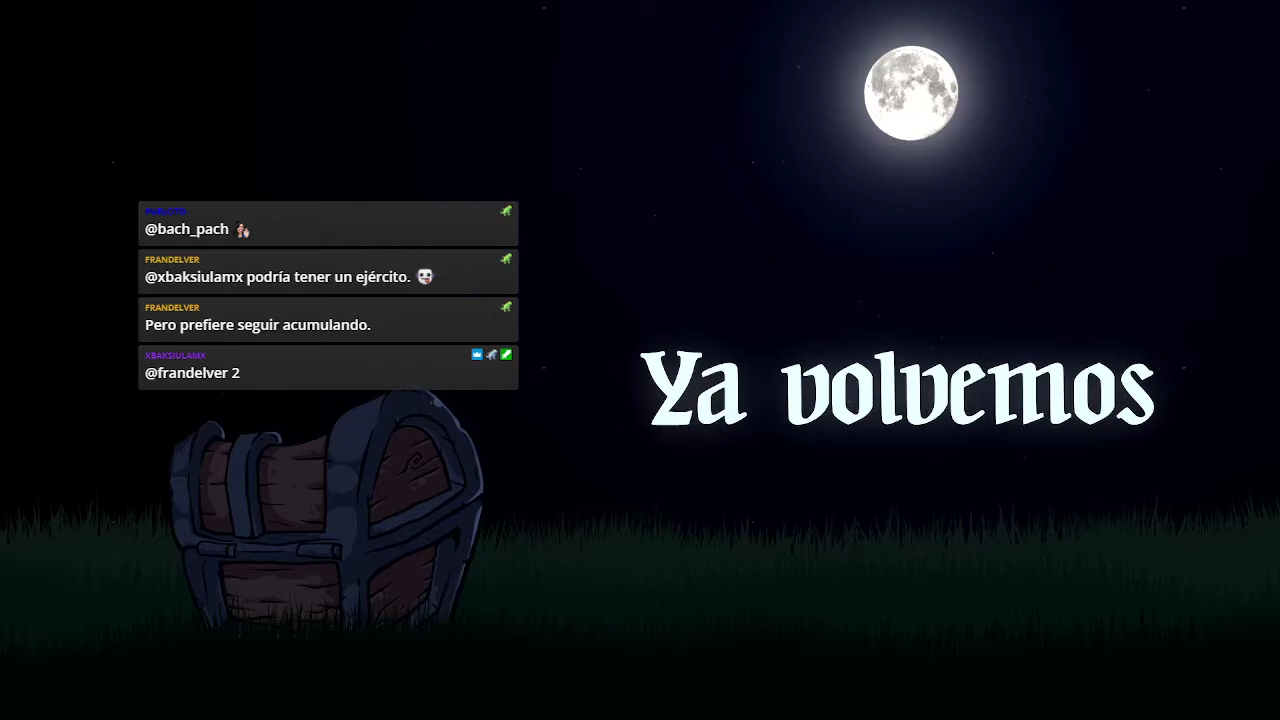 @bach_pach
FRANDELVER
@xbaksiulamx podría tener un ejército.
FRANDELVER
Pero prefiere seguir acumulando.
XBAKSIULAMX
@frandelver 2
Ya volvemos